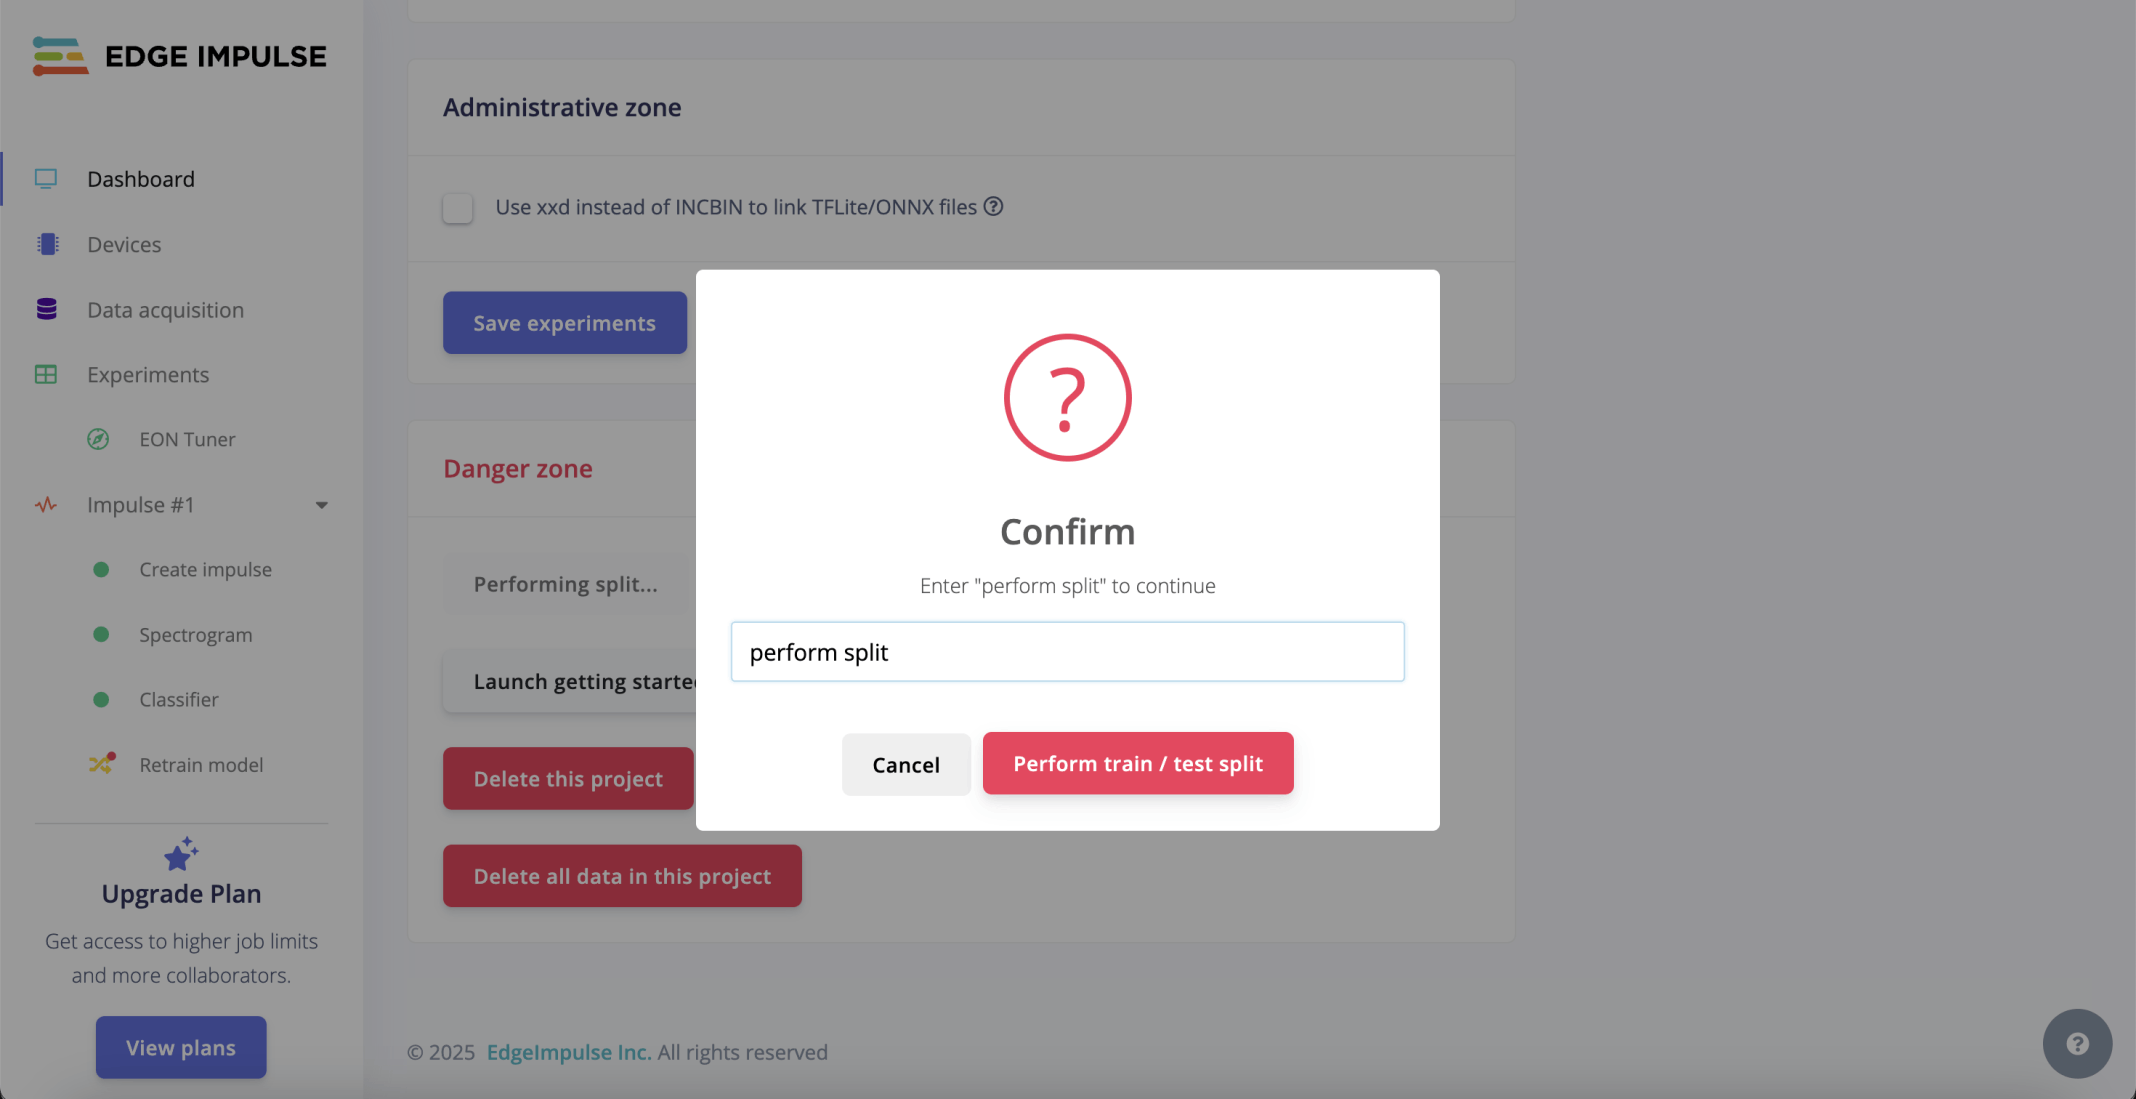 EDGE IMPULSE
Dashboard
Devices
Data acquisition
Experiments
EON Tuner
Impulse #1
Create impulse
Spectrogram
Classifier
Retrain model
Upgrade Plan
Get access to higher job limits
and more collaborators.
View plans
Administrative zone
Use xxd instead of INCBIN to link TFLite/ONNX files ?
Save experiments
Danger zone
Performing split...
Launch getting starte
Delete this project
Delete all data in this project
?
Confirm
Enter "perform split" to continue
perform split
Cancel
Perform train / test split
© 2025 EdgeImpulse Inc. All rights reserved
?